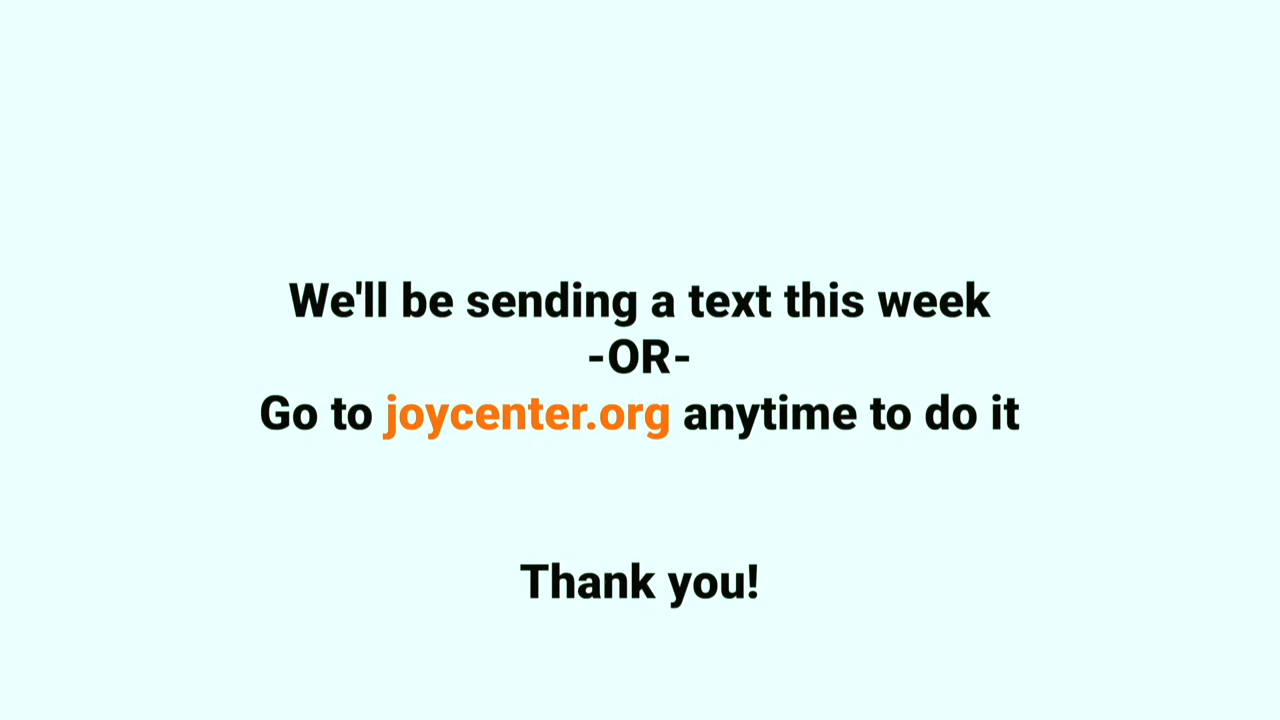 We'll be sending a text this week
-OR-
Go to joycenter.org anytime to do it
Thank you!